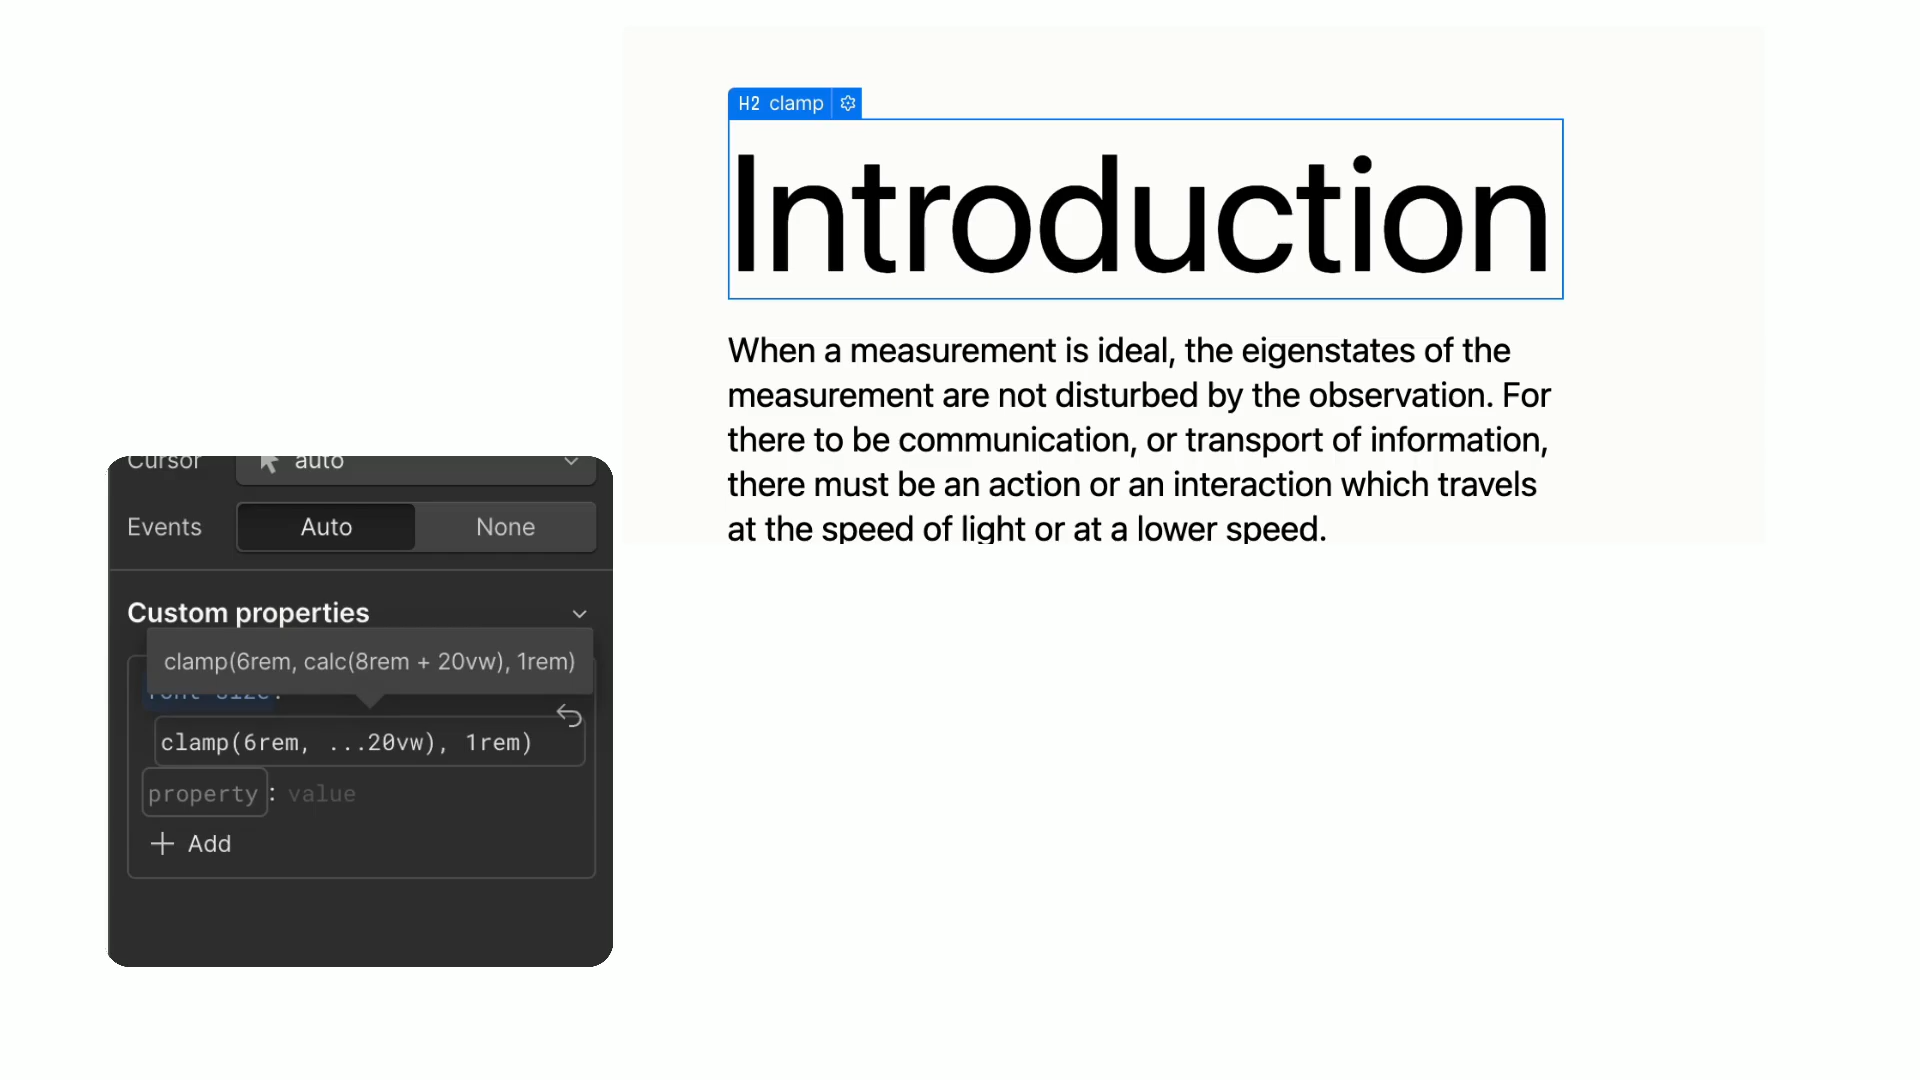 H2 clamp
Introduction
When a measurement is ideal, the eigenstates of the
measurement are not disturbed by the observation. For
there to be communication, or transport of information,
there must be an action or an interaction which travels
at the speed of light or at a lower speed.
Cursor auto
Events Auto None
Custom properties
clamp(6rem, calc(8rem + 20vw), 1rem)
font-size:
clamp(6rem, ...20vw), 1rem)
property: value
Add